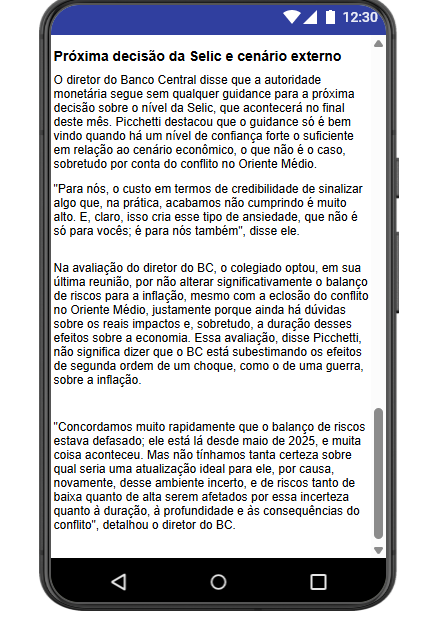 12:30
Próxima decisão da Selic e cenário externo
O diretor do Banco Central disse que a autoridade
monetária segue sem qualquer guidance para a próxima
decisão sobre o nível da Selic, que acontecerá no final
deste mês. Picchetti destacou que o guidance só é bem
vindo quando há um nível de confiança forte o suficiente
em relação ao cenário econômico, o que não é o caso,
sobretudo por conta do conflito no Oriente Médio.
"Para nós, o custo em termos de credibilidade de sinalizar
algo que, na prática, acabamos não cumprindo é muito
alto. E, claro, isso cria esse tipo de ansiedade, que não é
só para vocês; é para nós também", disse ele.
Na avaliação do diretor do BC, o colegiado optou, em sua
última reunião, por não alterar significativamente o balanço
de riscos para a inflação, mesmo com a eclosão do conflito
no Oriente Médio, justamente porque ainda há dúvidas
sobre os reais impactos e, sobretudo, a duração desses
efeitos sobre a economia. Essa avaliação, disse Picchetti,
não significa dizer que o BC está subestimando os efeitos
de segunda ordem de um choque, como o de uma guerra,
sobre a inflação.
"Concordamos muito rapidamente que o balanço de riscos
estava defasado; ele está lá desde maio de 2025, e muita
coisa aconteceu. Mas não tínhamos tanta certeza sobre
qual seria uma atualização ideal para ele, por causa,
novamente, desse ambiente incerto, e de riscos tanto de
baixa quanto de alta serem afetados por essa incerteza
quanto à duração, à profundidade e às consequências do
conflito", detalhou o diretor do BC.